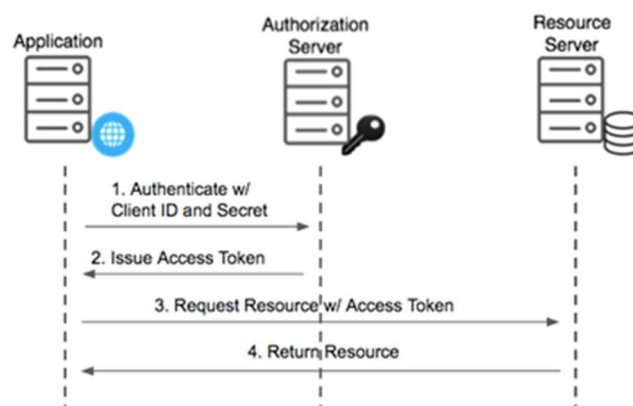 Application
Authorization
Server
Resource
Server
1. Authenticate w/
Client ID and Secret
2. Issue Access Token
3. Request Resource w/ Access Token
4. Return Resource